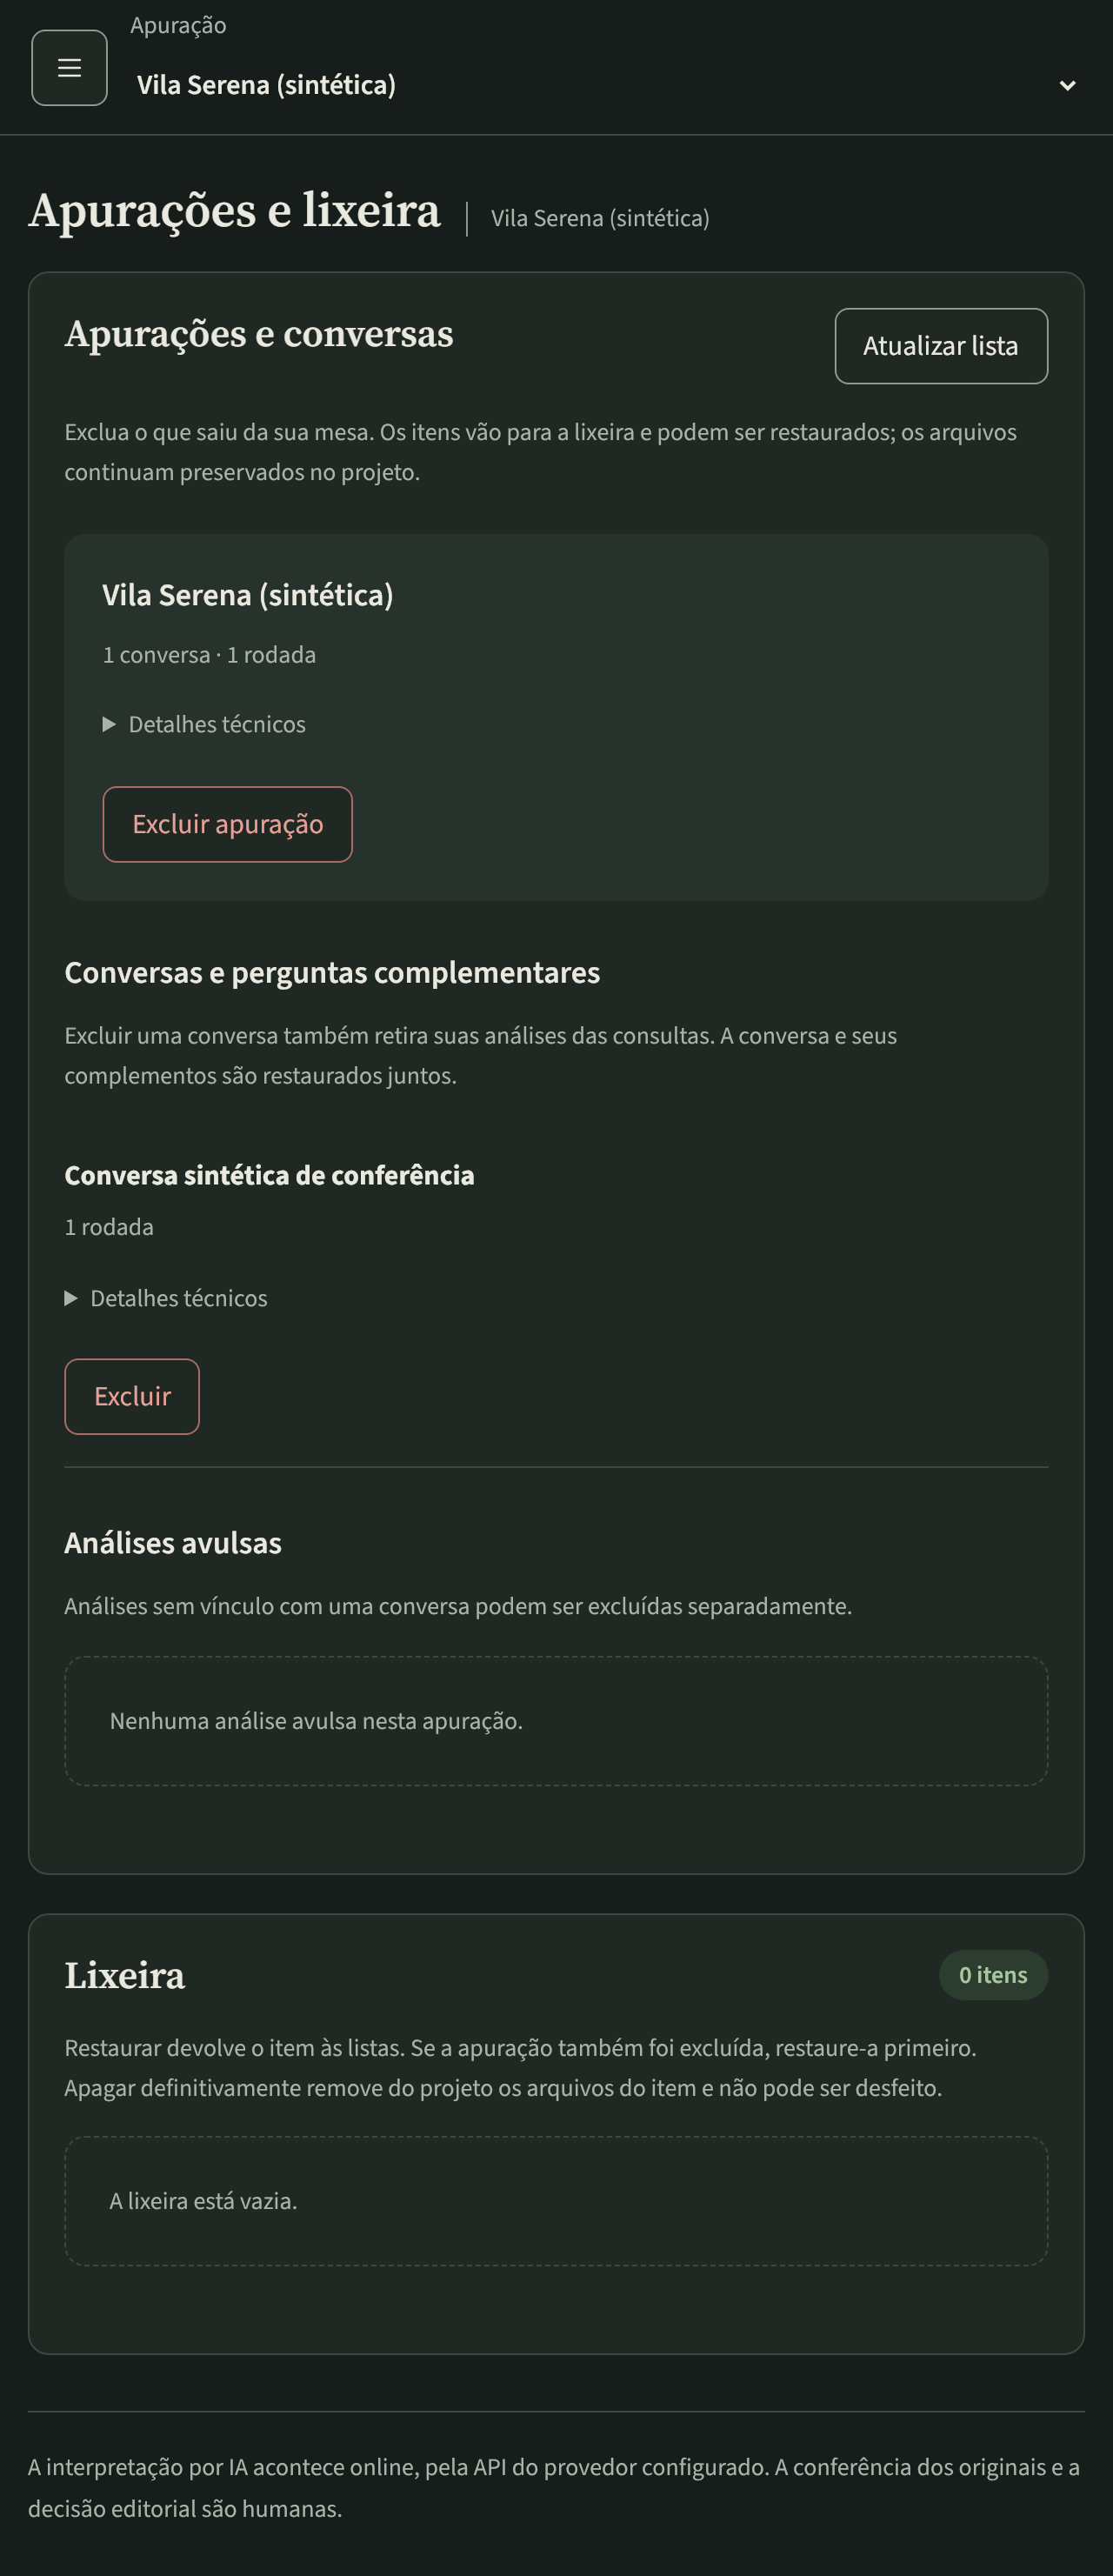 Apuração
Vila Serena (sintética)
Apurações e lixeira
Vila Serena (sintética)
Apurações e conversas
Atualizar lista
Exclua o que saiu da sua mesa. Os itens vão para a lixeira e podem ser restaurados; os arquivos
continuam preservados no projeto.
Vila Serena (sintética)
1 conversa · 1 rodada
Detalhes técnicos
Excluir apuração
Conversas e perguntas complementares
Excluir uma conversa também retira suas análises das consultas. A conversa e seus
complementos são restaurados juntos.
Conversa sintética de conferência
1 rodada
Detalhes técnicos
Excluir
Análises avulsas
Análises sem vínculo com uma conversa podem ser excluídas separadamente.
Nenhuma análise avulsa nesta apuração.
Lixeira
0 itens
Restaurar devolve o item às listas. Se a apuração também foi excluída, restaure-a primeiro.
Apagar definitivamente remove do projeto os arquivos do item e não pode ser desfeito.
A lixeira está vazia.
A interpretação por IA acontece online, pela API do provedor configurado. A conferência dos originais e a
decisão editorial são humanas.